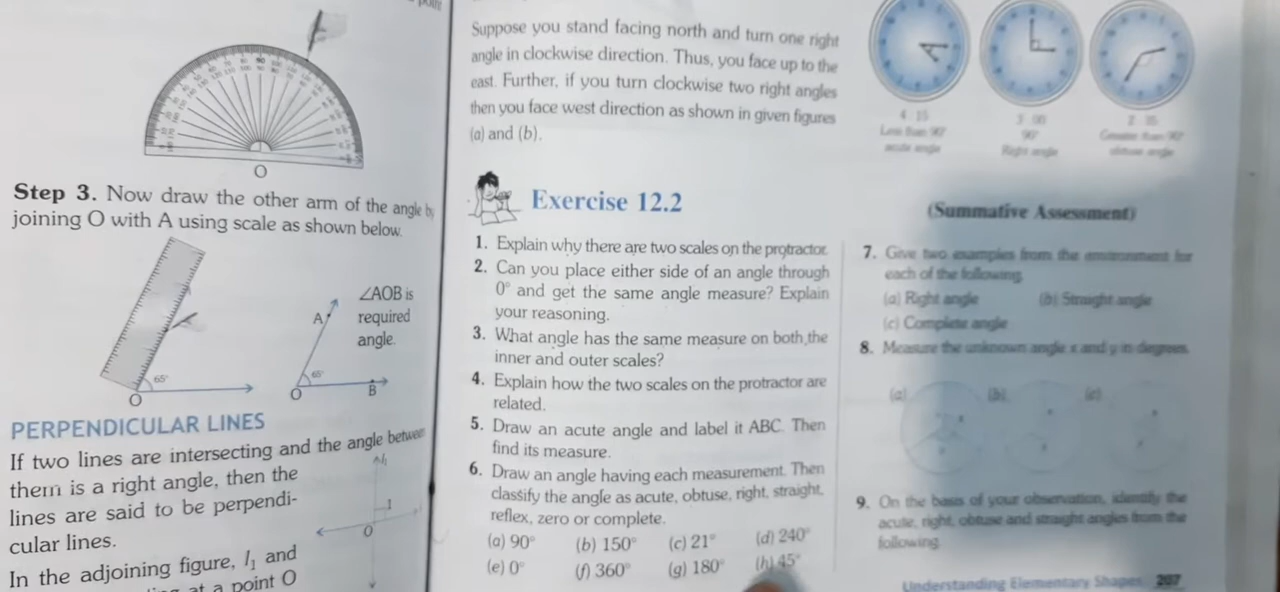 O
Step 3. Now draw the other arm of the angle by
joining O with A using scale as shown below.
65°
O
A
65°
O
B
∠AOB is
required
angle.
PERPENDICULAR LINES
If two lines are intersecting and the angle between
them is a right angle, then the
lines are said to be perpendi-
cular lines.
In the adjoining figure, l₁ and
at a point O
l₁
O
Suppose you stand facing north and turn one right
angle in clockwise direction. Thus, you face up to the
east. Further, if you turn clockwise two right angles
then you face west direction as shown in given figures
(a) and (b).
Exercise 12.2
1. Explain why there are two scales on the protractor.
2. Can you place either side of an angle through
0° and get the same angle measure? Explain
your reasoning.
3. What angle has the same measure on both the
inner and outer scales?
4. Explain how the two scales on the protractor are
related.
5. Draw an acute angle and label it ABC. Then
find its measure.
6. Draw an angle having each measurement. Then
classify the angle as acute, obtuse, right, straight,
reflex, zero or complete.
(a) 90° (b) 150° (c) 21° (d) 240°
(e) 0° (f) 360° (g) 180° (h) 45°
4 : 15
Less than 90°
acute angle
3 : 00
90°
Right angle
Greater than 90°
obtuse angle
(Summative Assessment)
7. Give two examples from the environment for
each of the following.
(a) Right angle (b) Straight angle
(c) Complete angle
8. Measure the unknown angle x and y in degrees.
(a) (b)
9. On the basis of your observation, identify the
acute, right, obtuse and straight angles from the
following.
Understanding Elementary Shapes 207